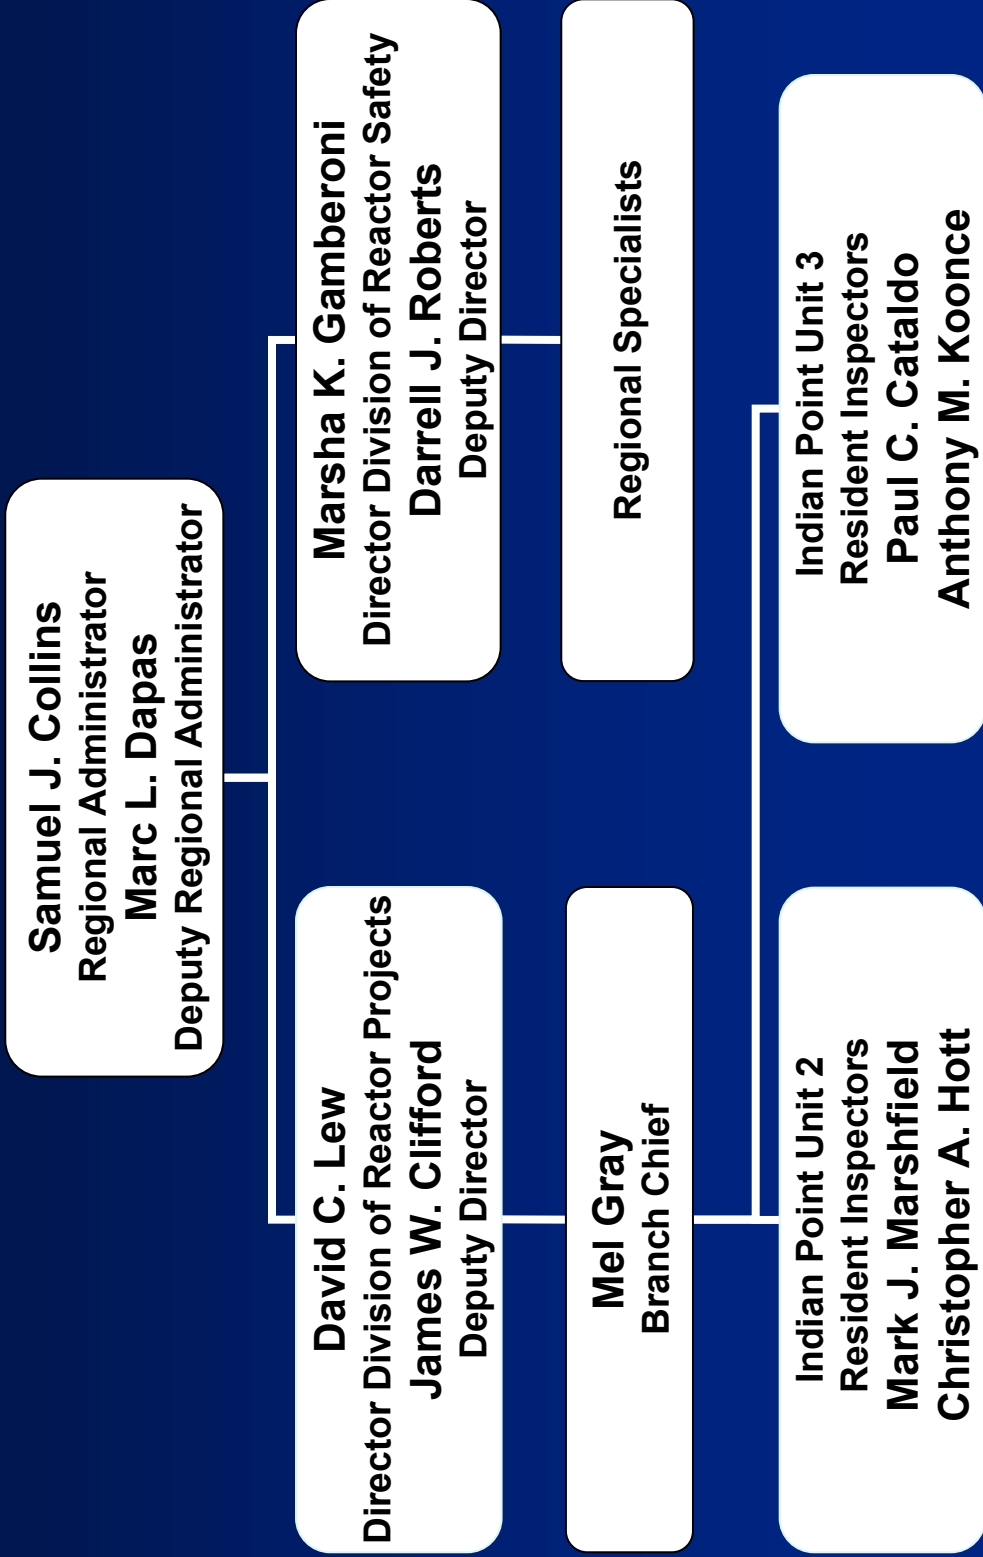 Samuel J. Collins
Regional Administrator
Marc L. Dapas
Deputy Regional Administrator
David C. Lew
Director Division of Reactor Projects
James W. Clifford
Deputy Director
Marsha K. Gamberoni
Director Division of Reactor Safety
Darrell J. Roberts
Deputy Director
Mel Gray
Branch Chief
Regional Specialists
Indian Point Unit 2
Resident Inspectors
Mark J. Marshfield
Christopher A. Hott
Indian Point Unit 3
Resident Inspectors
Paul C. Cataldo
Anthony M. Koonce